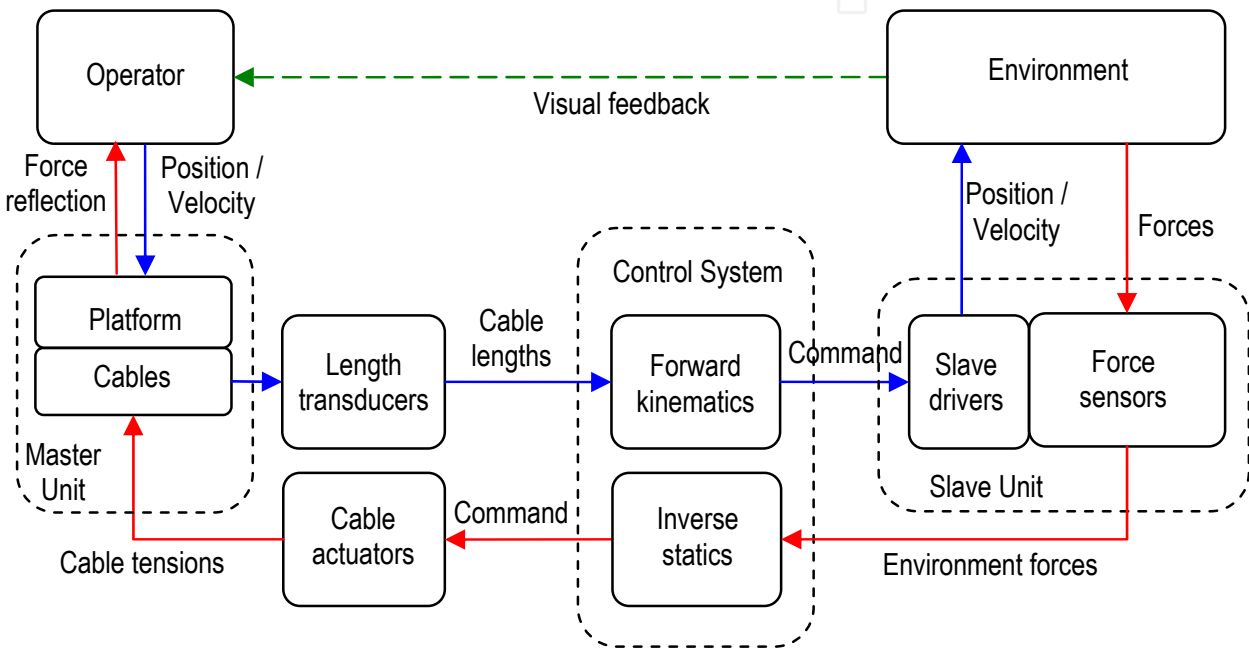 Operator
Environment
Visual feedback
Force
reflection
Position /
Velocity
Position /
Velocity
Forces
Control System
Platform
Cables
Length
transducers
Cable
lengths
Forward
kinematics
Command
Slave
drivers
Force
sensors
Master
Unit
Slave Unit
Cable tensions
Cable
actuators
Command
Inverse
statics
Environment forces